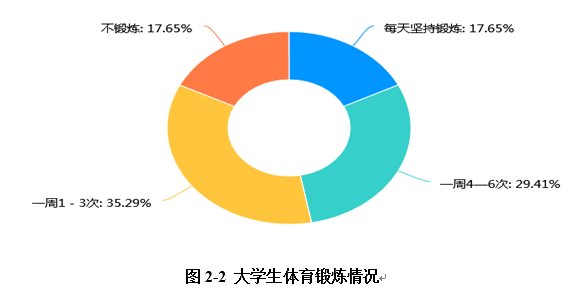 不锻炼: 17.65%
每天坚持锻炼: 17.65%
一周4—6次: 29.41%
一周1 - 3次: 35.29%
图 2-2 大学生体育锻炼情况